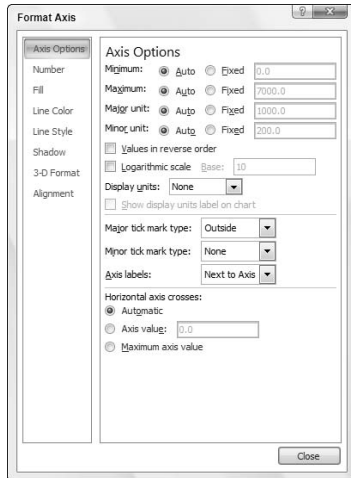 Format Axis
Axis Options
Number
Fill
Line Color
Line Style
Shadow
3-D Format
Alignment
Axis Options
Minimum: Auto Fixed 0.0
Maximum: Auto Fixed 7000.0
Major unit: Auto Fixed 1000.0
Minor unit: Auto Fixed 200.0
Values in reverse order
Logarithmic scale Base: 10
Display units: None
Show display units label on chart
Major tick mark type: Outside
Minor tick mark type: None
Axis labels: Next to Axis
Horizontal axis crosses:
Automatic
Axis value: 0.0
Maximum axis value
Close